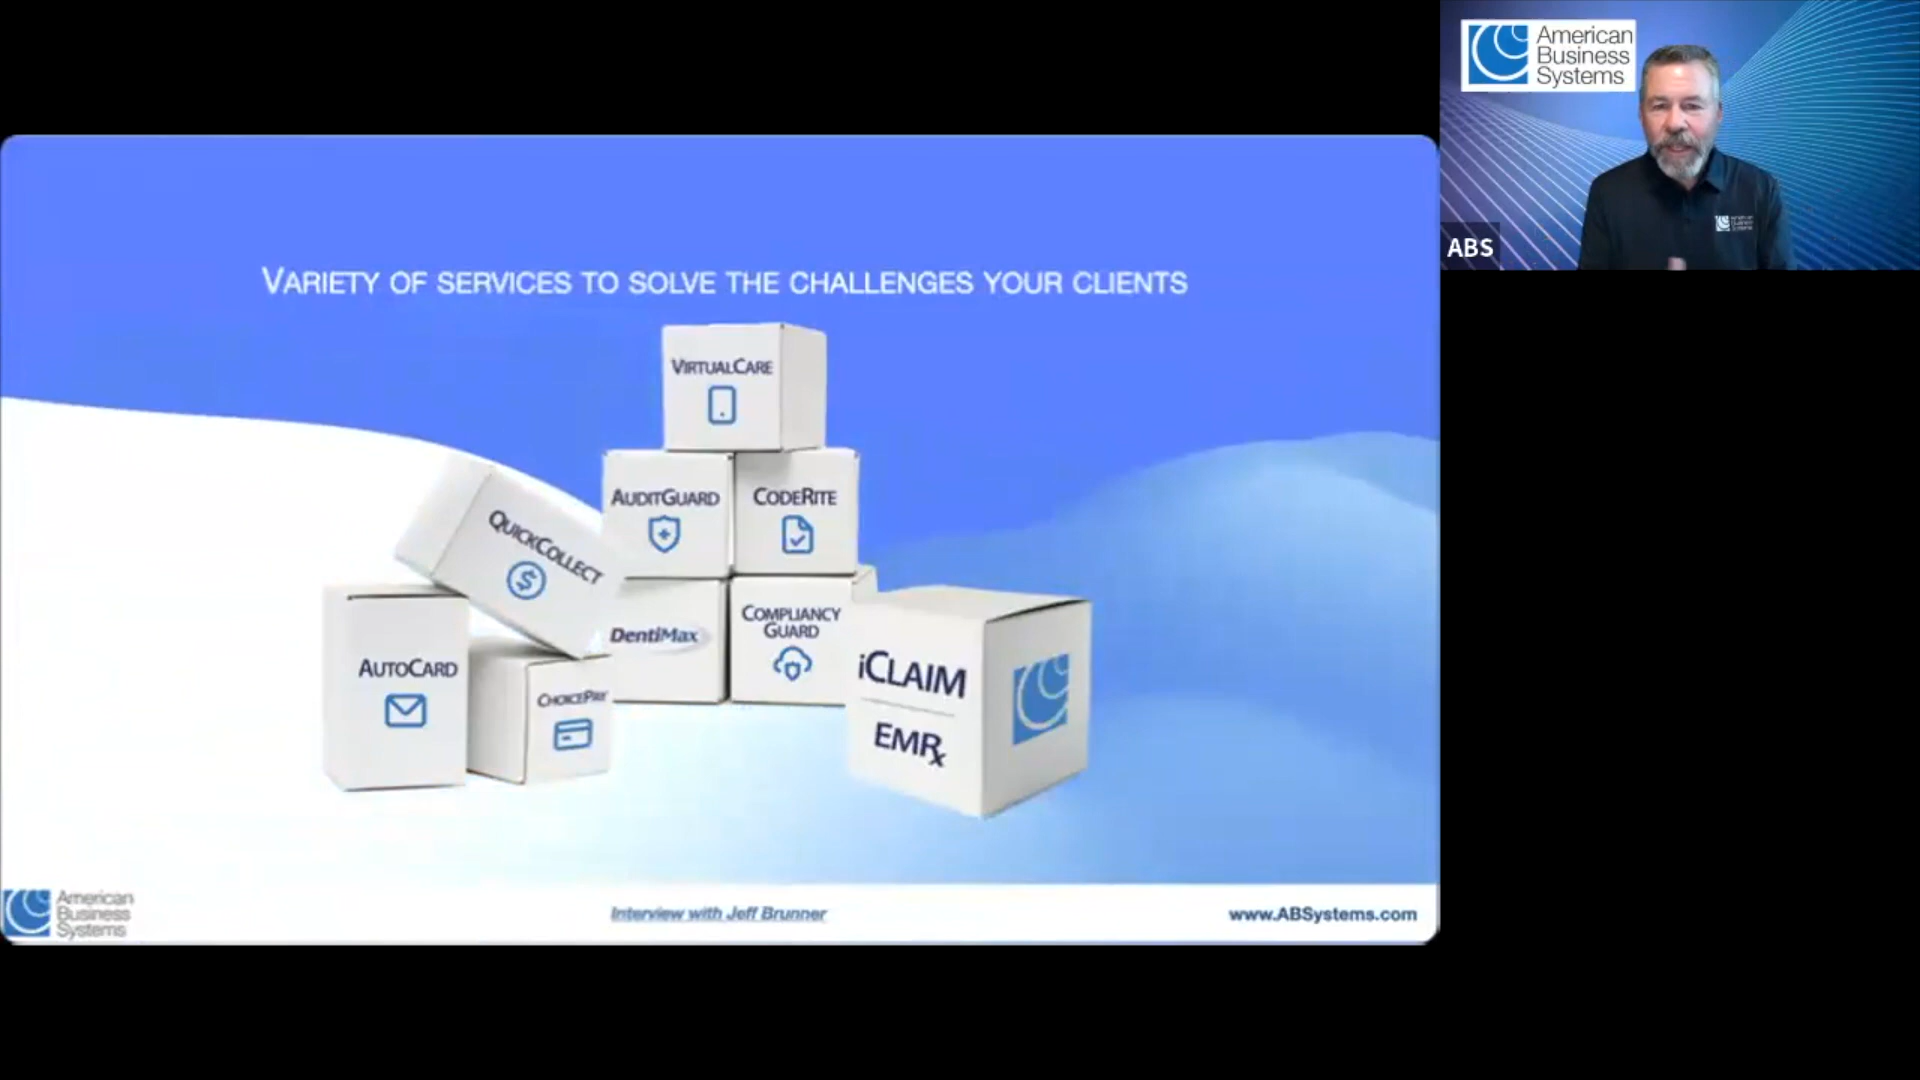 American
Business
Systems
ABS
VARIETY OF SERVICES TO SOLVE THE CHALLENGES YOUR CLIENTS
VIRTUALCARE
AUDITGUARD
CODERITE
QUICKCOLLECT
DentiMax
COMPLIANCY
GUARD
AUTOCARD
CHOICEPAY
iCLAIM
EMRx
American
Business
Systems
Interview with Jeff Brunner
www.ABSystems.com